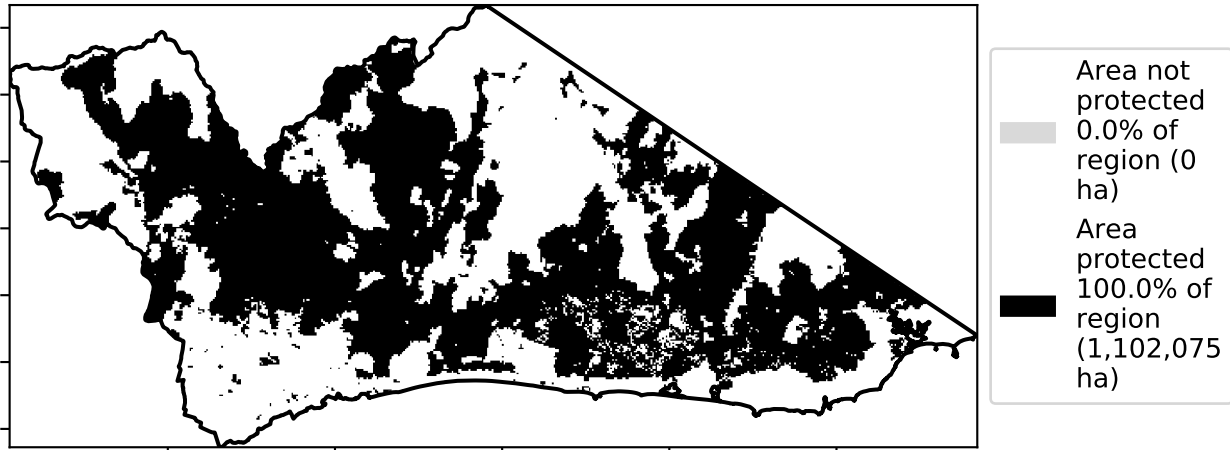 Area not
protected
0.0% of
region (0
ha)
Area
protected
100.0% of
region
(1,102,075
ha)